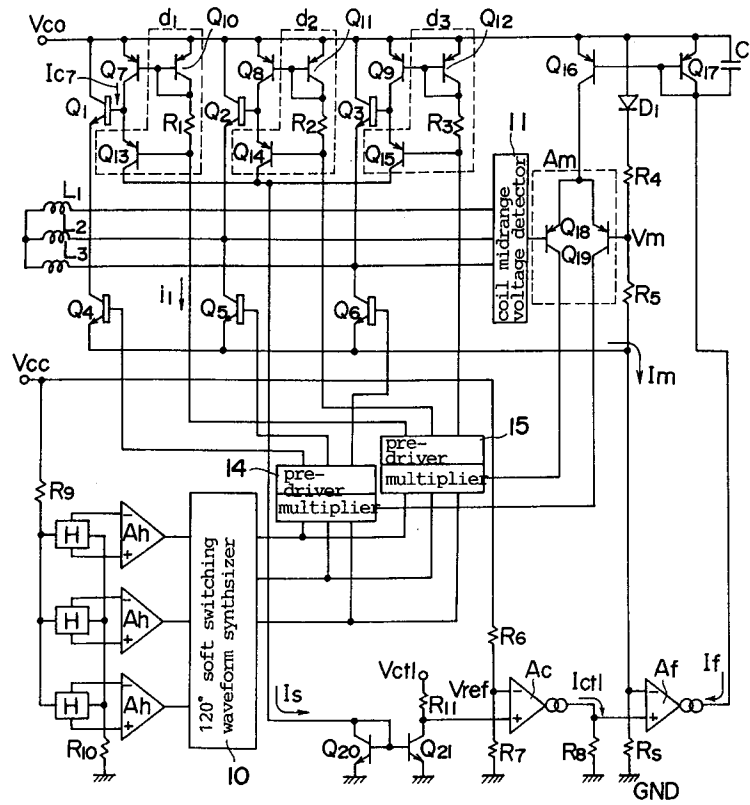 d1 Q10 d2 Q11 d3 Q12
Vco
Ic7 Q7 Q8 Q9 Q16 Q17 C
Q1 Q2 Q3 D1
R1 R2 R3 11
Q13 Q14 Q15 Am R4
L1
L2
L3
coil midrange
voltage detector
Q18
Q19
Vm
i1 R5
Q4 Q5 Q6
Im
Vcc
15
pre-
driver
multiplier
14
pre-
driver
multiplier
R9
H - + Ah
H - + Ah
H - + Ah
R10
120° soft switching
waveform synthsizer
10
R6
Vctl Ac Ictl Af If
Is R11 Vref - + - +
Q20 Q21 R7 R8 Rs
GND